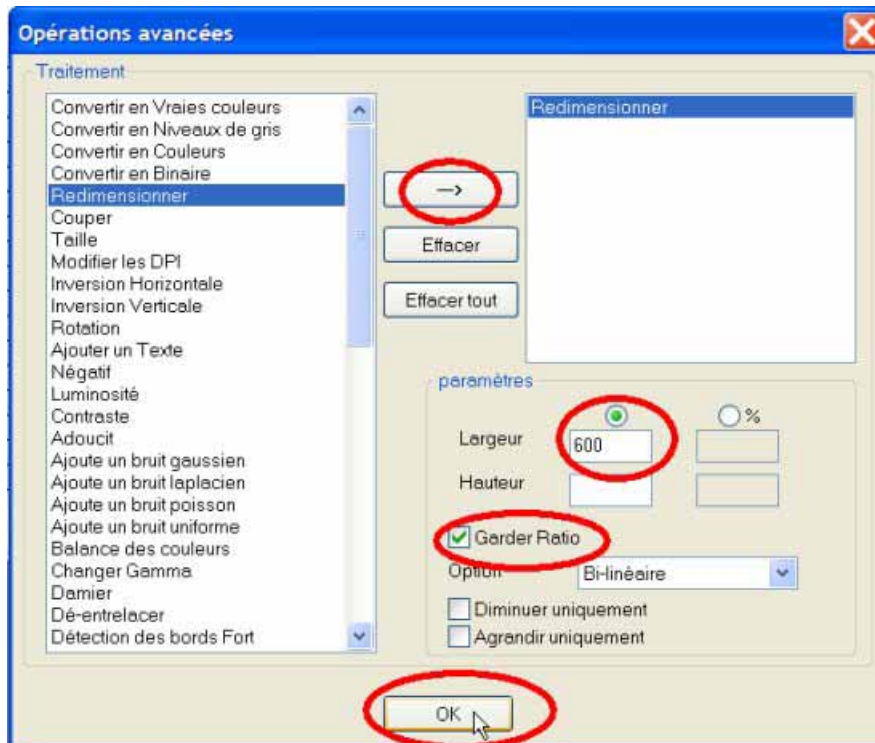 Opérations avancées
Traitement
Convertir en Vraies couleurs
Convertir en Niveaux de gris
Convertir en Couleurs
Convertir en Binaire
Redimensionner
Couper
Taille
Modifier les DPI
Inversion Horizontale
Inversion Verticale
Rotation
Ajouter un Texte
Négatif
Luminosité
Contraste
Adoucit
Ajoute un bruit gaussien
Ajoute un bruit laplacien
Ajoute un bruit poisson
Ajoute un bruit uniforme
Balance des couleurs
Changer Gamma
Damier
Dé-entrelacer
Détection des bords Fort
-->
Effacer
Effacer tout
Redimensionner
paramètres
%
Largeur 600
Hauteur
Garder Ratio
Option Bi-linéaire
Diminuer uniquement
Agrandir uniquement
OK